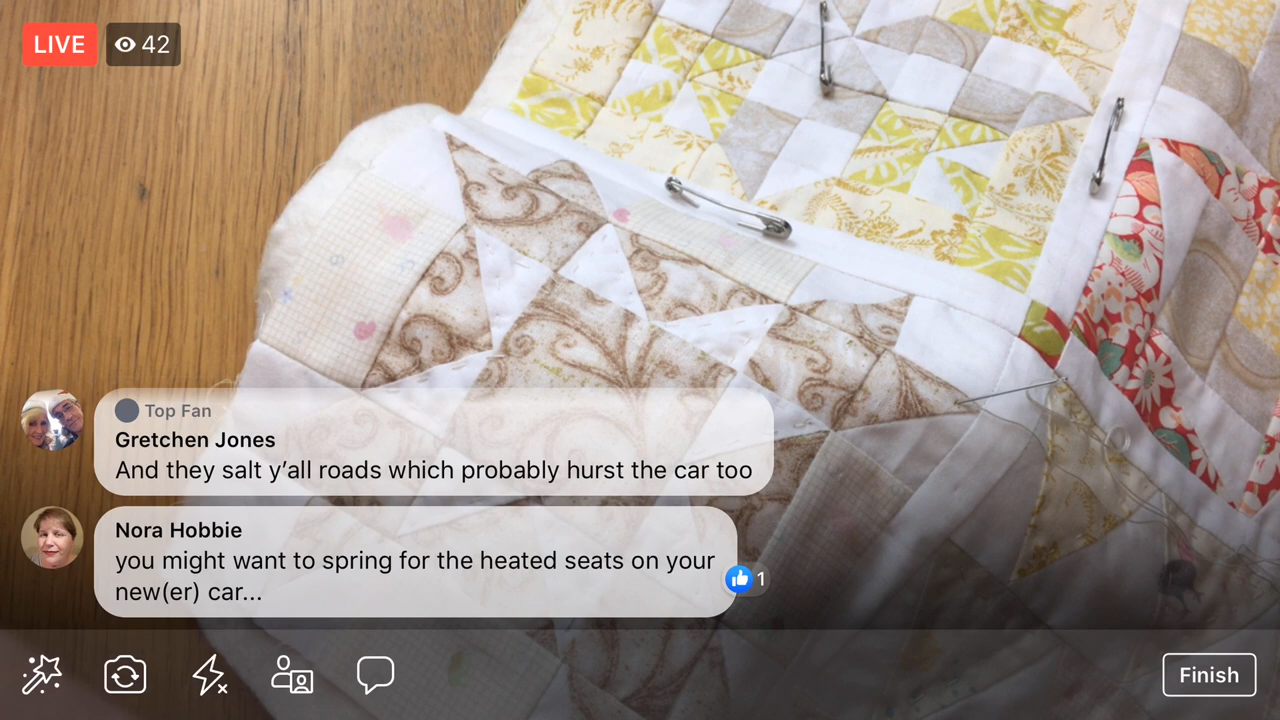 LIVE 42
Top Fan
Gretchen Jones
And they salt y’all roads which probably hurst the car too
Nora Hobbie
you might want to spring for the heated seats on your
new(er) car...
1
Finish